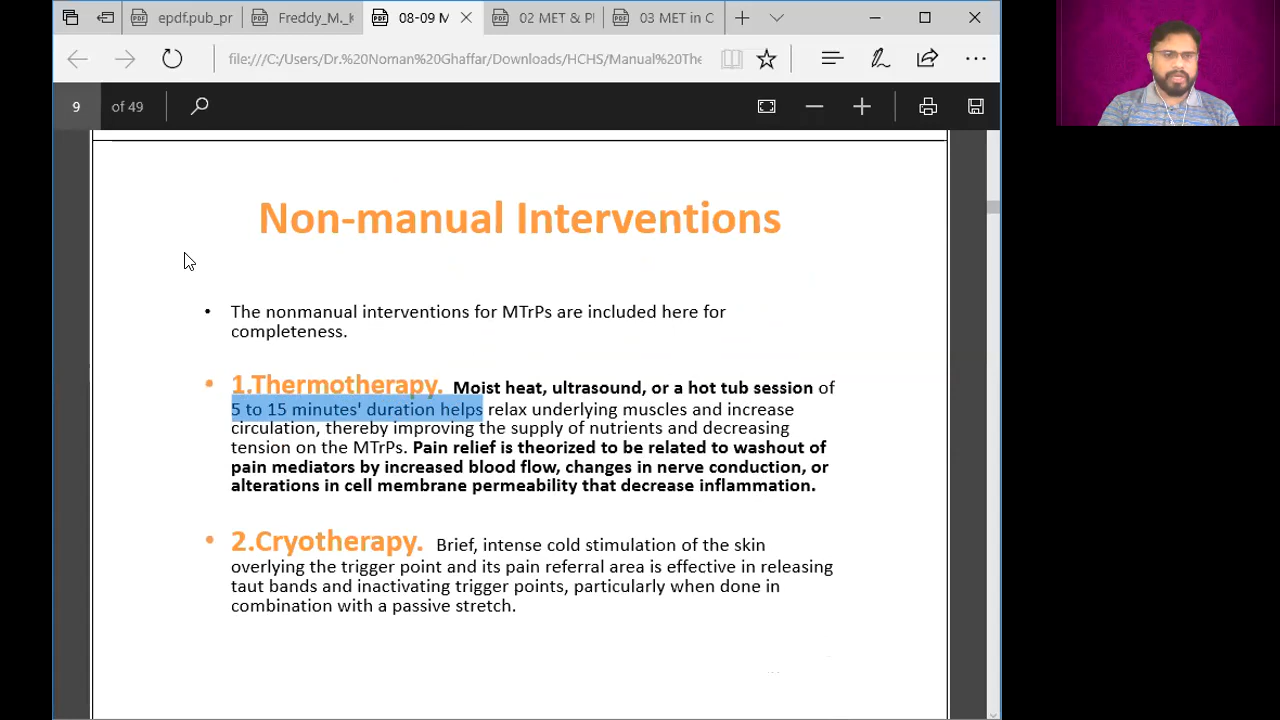 epdf.pub_pr
Freddy_M._K
08-09 M
02 MET & P
03 MET in C
file:///C:/Users/Dr.%20Noman%20Ghaffar/Downloads/HCHS/Manual%20The
9 of 49
Non-manual Interventions
• The nonmanual interventions for MTrPs are included here for
completeness.
• 1.Thermotherapy. Moist heat, ultrasound, or a hot tub session of
5 to 15 minutes' duration helps relax underlying muscles and increase
circulation, thereby improving the supply of nutrients and decreasing
tension on the MTrPs. Pain relief is theorized to be related to washout of
pain mediators by increased blood flow, changes in nerve conduction, or
alterations in cell membrane permeability that decrease inflammation.
• 2.Cryotherapy. Brief, intense cold stimulation of the skin
overlying the trigger point and its pain referral area is effective in releasing
taut bands and inactivating trigger points, particularly when done in
combination with a passive stretch.